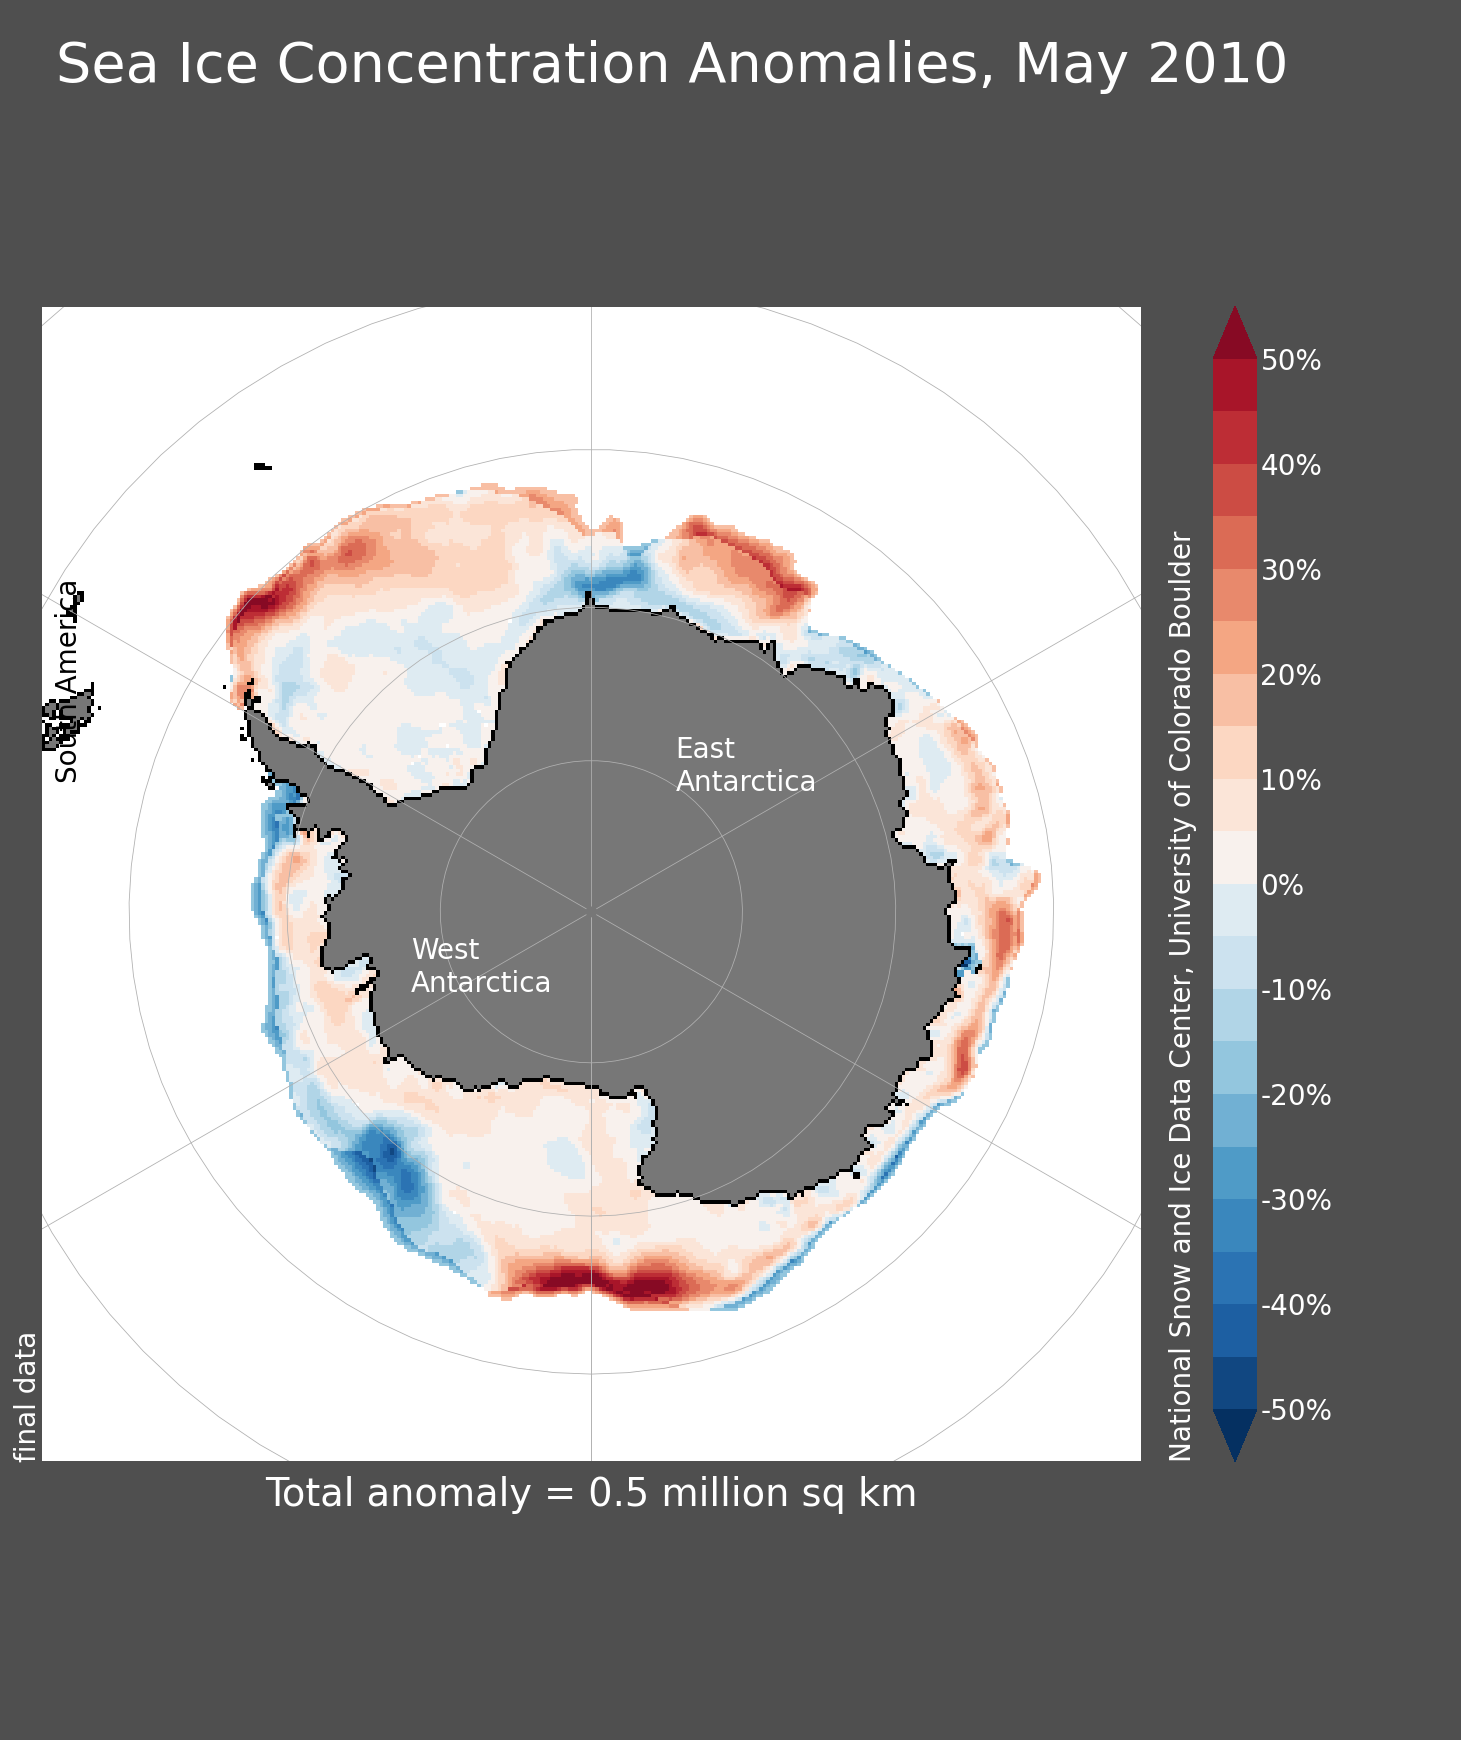 Sea Ice Concentration Anomalies, May 2010
South America
East
Antarctica
West
Antarctica
final data
National Snow and Ice Data Center, University of Colorado Boulder
50%
40%
30%
20%
10%
0%
-10%
-20%
-30%
-40%
-50%
Total anomaly = 0.5 million sq km